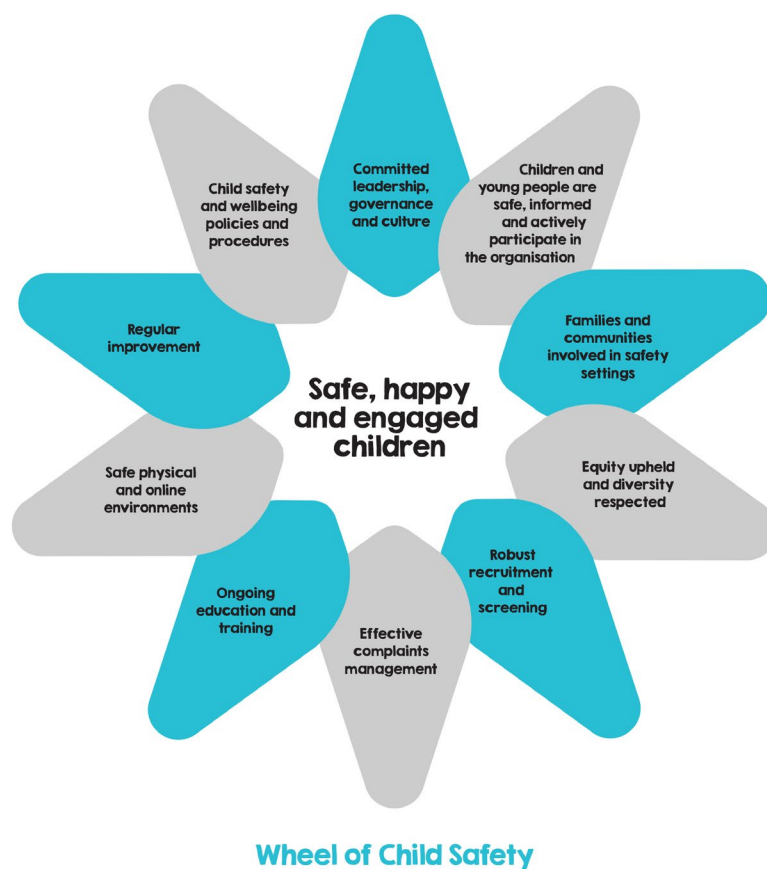 Committed
leadership,
governance
and culture
Children and
young people are
safe, informed
and actively
participate in
the organisation
Families and
communities
involved in safety
settings
Equity upheld
and diversity
respected
Robust
recruitment
and
screening
Effective
complaints
management
Ongoing
education and
training
Safe physical
and online
environments
Regular
improvement
Child safety
and wellbeing
policies and
procedures
Safe, happy
and engaged
children
Wheel of Child Safety